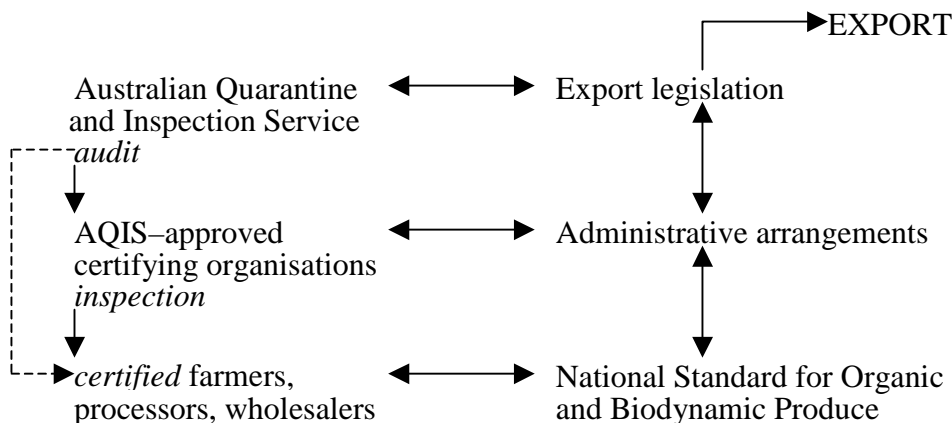 EXPORT
Australian Quarantine
and Inspection Service
audit
Export legislation
AQIS–approved
certifying organisations
inspection
Administrative arrangements
certified farmers,
processors, wholesalers
National Standard for Organic
and Biodynamic Produce